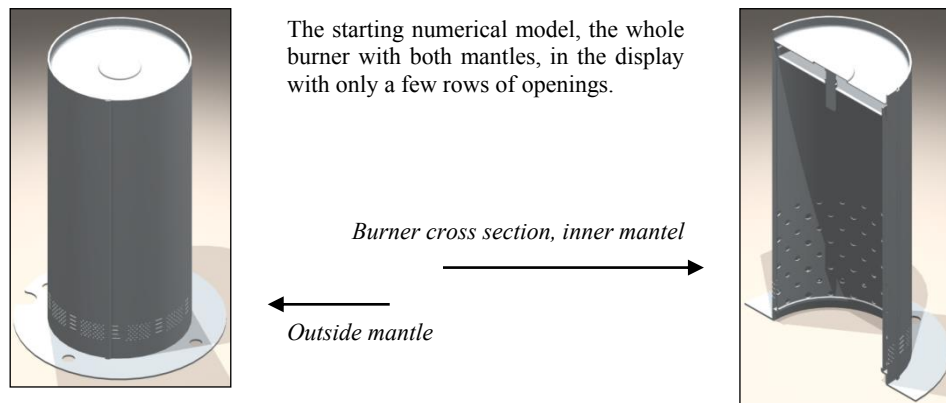 The starting numerical model, the whole
burner with both mantles, in the display
with only a few rows of openings.
Burner cross section, inner mantel
Outside mantle